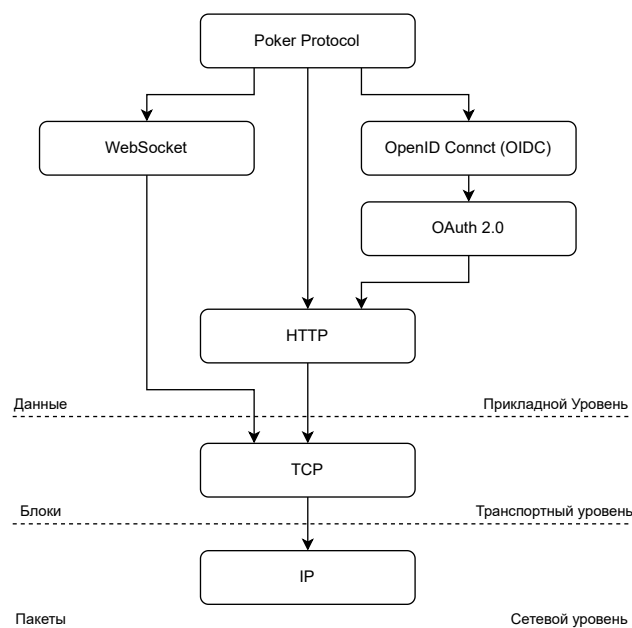 Poker Protocol
WebSocket
OpenID Connct (OIDC)
OAuth 2.0
HTTP
Данные
Прикладной Уровень
TCP
Блоки
Транспортный уровень
IP
Пакеты
Сетевой уровень